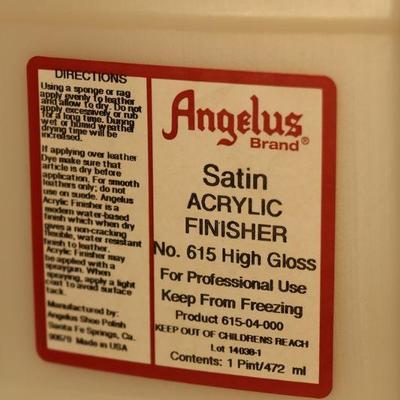 DIRECTIONS
Using a sponge or rag
apply evenly to leather
and allow to dry. Do not
apply excessively or rub
for a long time. During
wet or humid weather
drying time will be
increased.
If applying over leather
Dye make sure that
article is dry before
application. For smooth
leathers only; do not
use on suede. Angelus
Acrylic Finisher is a
modern water-based
finish which when dry
gives a non-cracking
flexible, water resistant
finish to leather.
Acrylic Finisher may
be applied with a
spraygun. When
spraying, apply a light
coat to avoid surface
tack.
Manufactured by:
Angelus Shoe Polish
Santa Fe Springs, Ca.
90670 Made in USA
Angelus®
Brand
Satin
ACRYLIC
FINISHER
No. 615 High Gloss
For Professional Use
Keep From Freezing
Product 615-04-000
KEEP OUT OF CHILDRENS REACH
Lot 14038-1
Contents: 1 Pint/472 ml